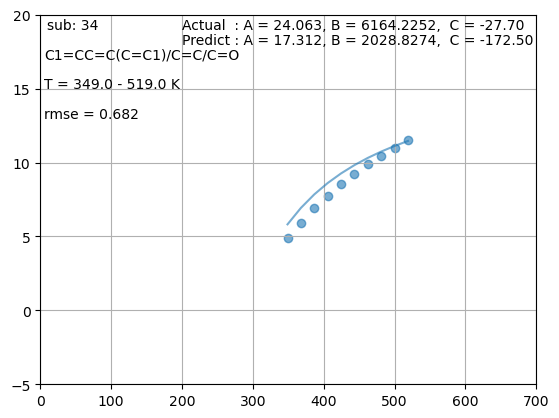 sub: 34
Actual : A = 24.063, B = 6164.2252, C = -27.70
Predict : A = 17.312, B = 2028.8274, C = -172.50
C1=CC=C(C=C1)/C=C/C=O
T = 349.0 - 519.0 K
rmse = 0.682
20
15
10
5
0
−5
0 100 200 300 400 500 600 700